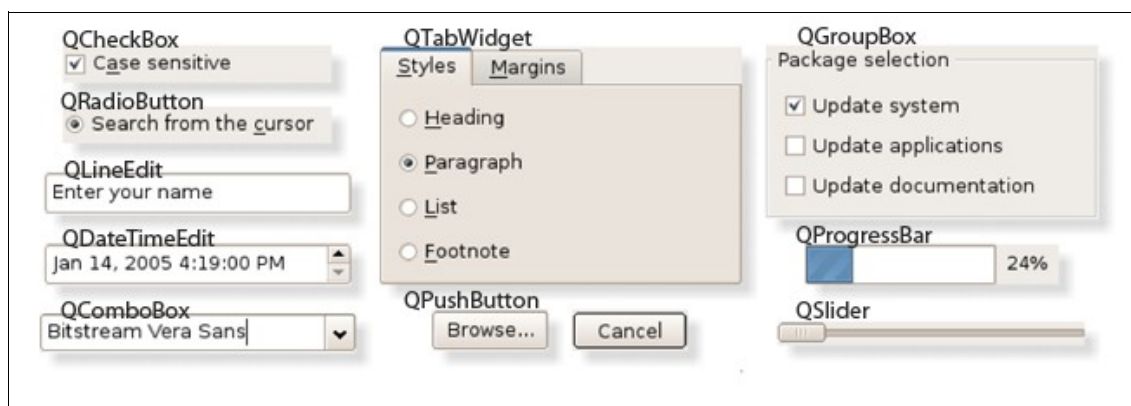 QCheckBox
Case sensitive
QRadioButton
Search from the cursor
QLineEdit
Enter your name
QDateTimeEdit
Jan 14, 2005 4:19:00 PM
QComboBox
Bitstream Vera Sans
QTabWidget
Styles Margins
Heading
Paragraph
List
Footnote
QPushButton
Browse... Cancel
QGroupBox
Package selection
Update system
Update applications
Update documentation
QProgressBar
24%
QSlider